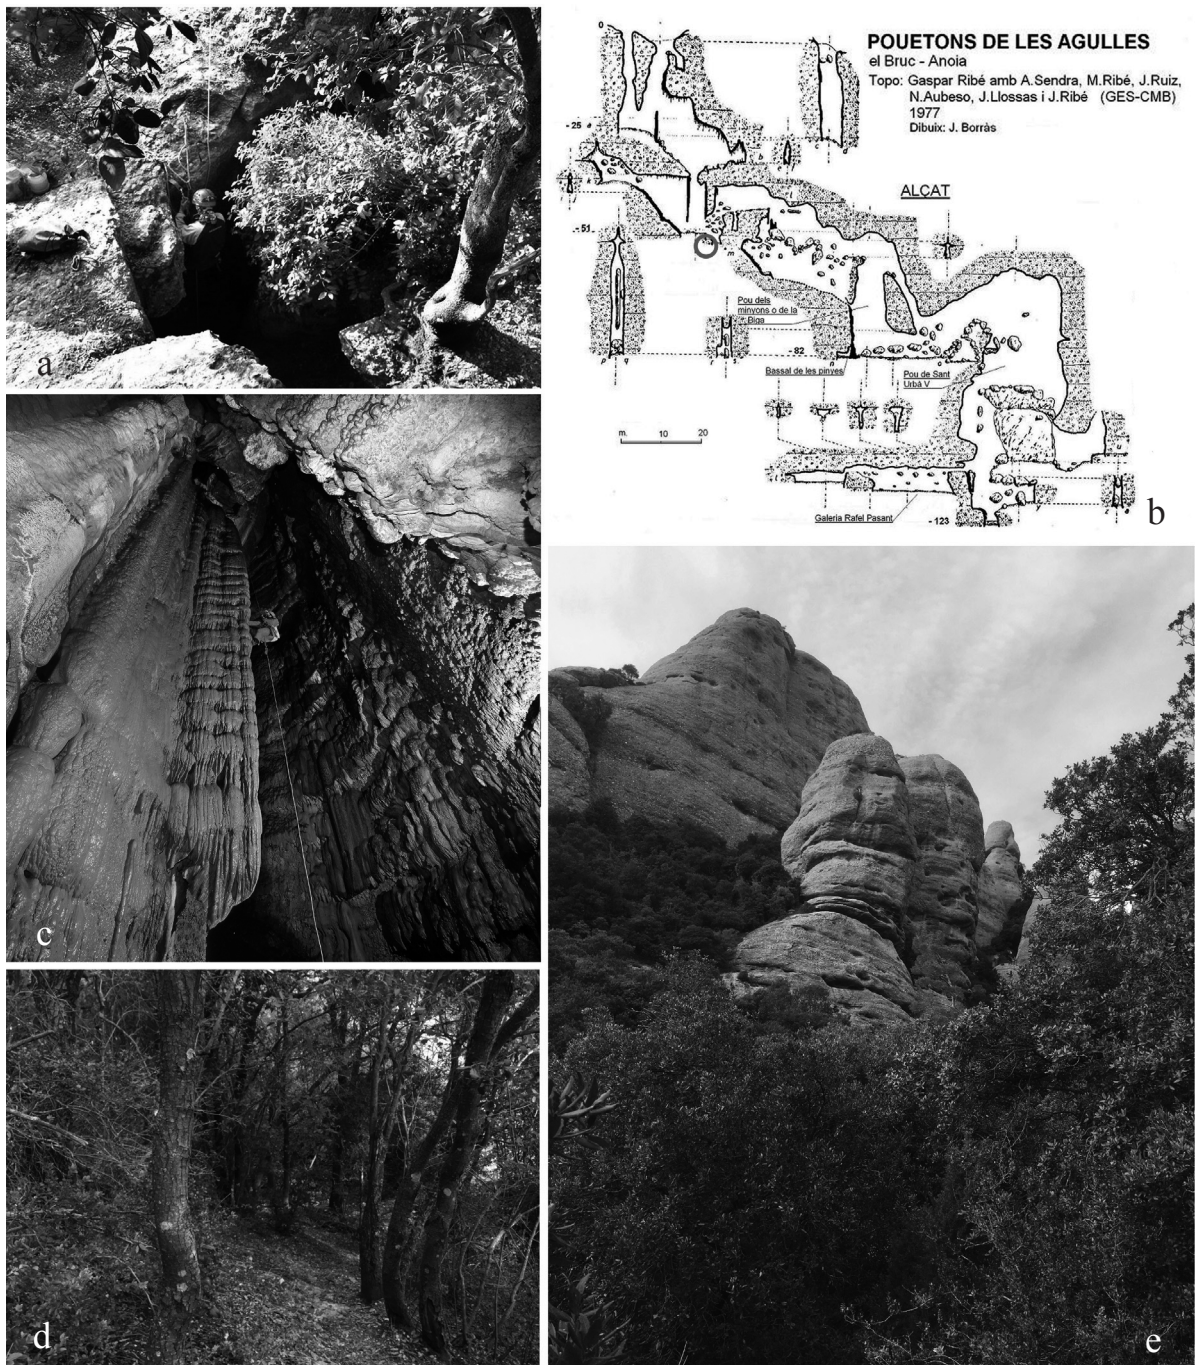 a
0
POUETONS DE LES AGULLES
el Bruc - Anoia
Topo: Gaspar Ribé amb A.Sendra, M.Ribé, J.Ruiz,
N.Aubeso, J.Llossas i J.Ribé (GES-CMB)
1977
Dibuix: J. Borràs
- 25
ALÇAT
- 51
Pou dels
minyons o de la
Biga
- 82
Bassal de les pinyes
Pou de Sant
Urbà V
m.
10
20
Galeria Rafel Pasant
- 123
b
c
d
e